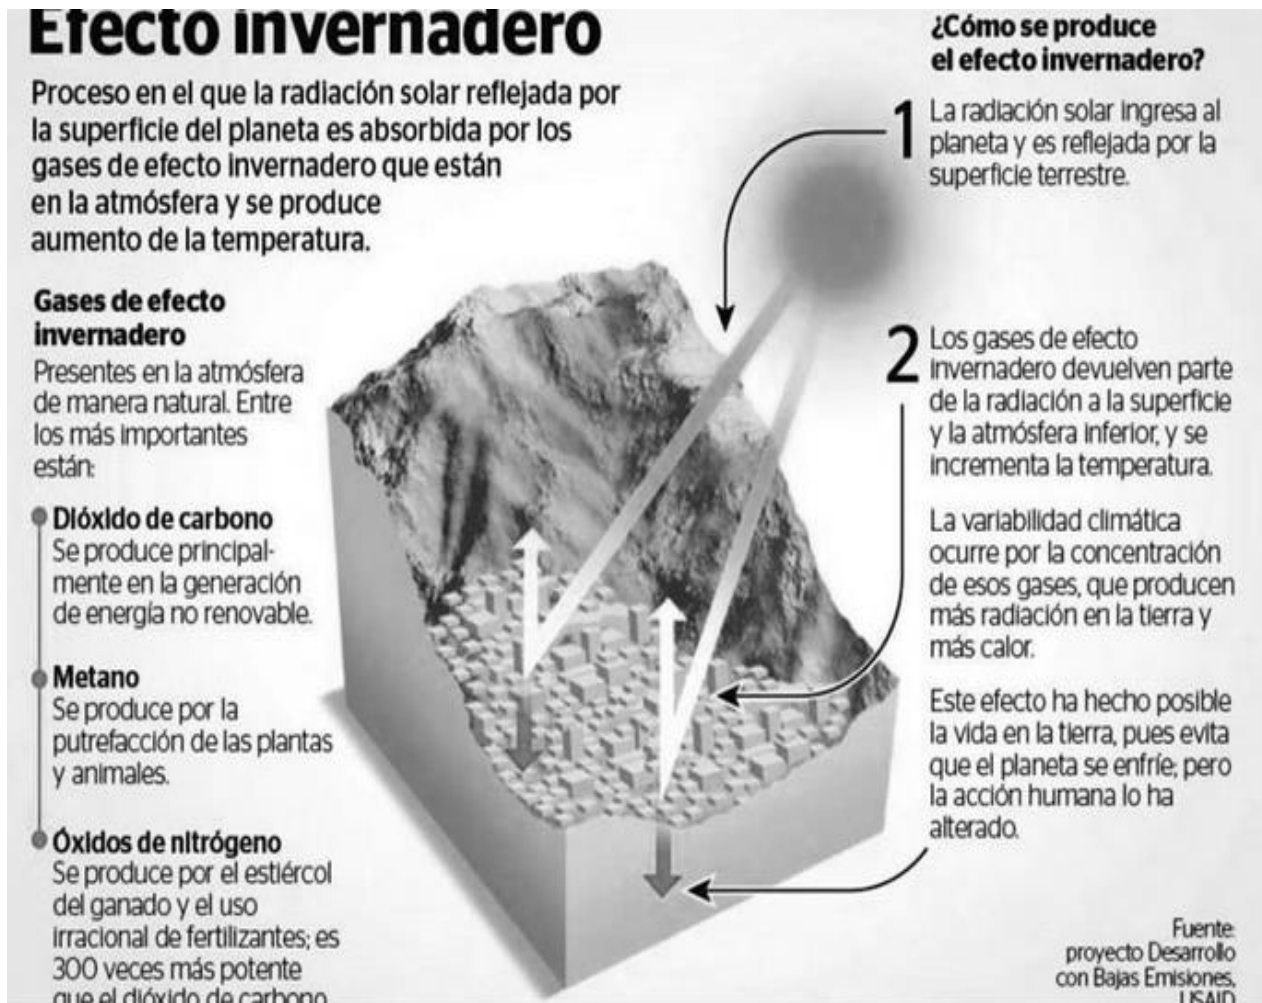 Efecto invernadero
Proceso en el que la radiación solar reflejada por
la superficie del planeta es absorbida por los
gases de efecto invernadero que están
en la atmósfera y se produce
aumento de la temperatura.
Gases de efecto
invernadero
Presentes en la atmósfera
de manera natural. Entre
los más importantes
están:
Dióxido de carbono
Se produce principal-
mente en la generación
de energía no renovable.
Metano
Se produce por la
putrefacción de las plantas
y animales.
Óxidos de nitrógeno
Se produce por el estiércol
del ganado y el uso
irracional de fertilizantes; es
300 veces más potente
que el dióxido de carbono
¿Cómo se produce
el efecto invernadero?
1
La radiación solar ingresa al
planeta y es reflejada por la
superficie terrestre.
2
Los gases de efecto
invernadero devuelven parte
de la radiación a la superficie
y la atmósfera inferior, y se
incrementa la temperatura.
La variabilidad climática
ocurre por la concentración
de esos gases, que producen
más radiación en la tierra y
más calor.
Este efecto ha hecho posible
la vida en la tierra, pues evita
que el planeta se enfríe; pero
la acción humana lo ha
alterado.
Fuente:
proyecto Desarrollo
con Bajas Emisiones,
USAID